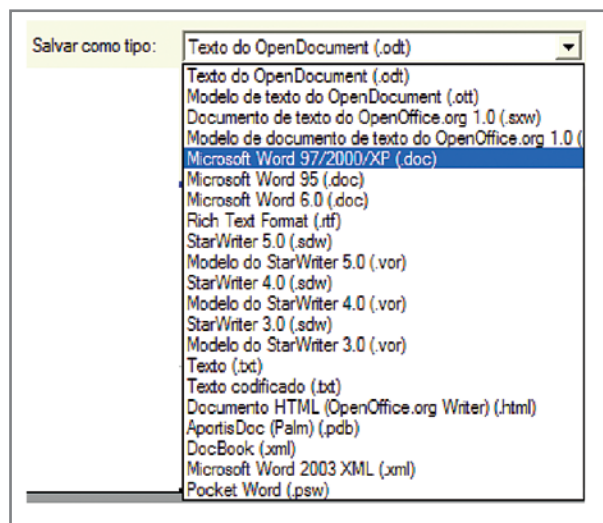 Salvar como tipo:
Texto do OpenDocument (.odt)
Texto do OpenDocument (.odt)
Modelo de texto do OpenDocument (.ott)
Documento de texto do OpenOffice.org 1.0 (.sxw)
Modelo de documento de texto do OpenOffice.org 1.0 (
Microsoft Word 97/2000/XP (.doc)
Microsoft Word 95 (.doc)
Microsoft Word 6.0 (.doc)
Rich Text Format (.rtf)
StarWriter 5.0 (.sdw)
Modelo do StarWriter 5.0 (.vor)
StarWriter 4.0 (.sdw)
Modelo do StarWriter 4.0 (.vor)
StarWriter 3.0 (.sdw)
Modelo do StarWriter 3.0 (.vor)
Texto (.txt)
Texto codificado (.txt)
Documento HTML (OpenOffice.org Writer) (.html)
AportisDoc (Palm) (.pdb)
DocBook (.xml)
Microsoft Word 2003 XML (.xml)
Pocket Word (.psw)